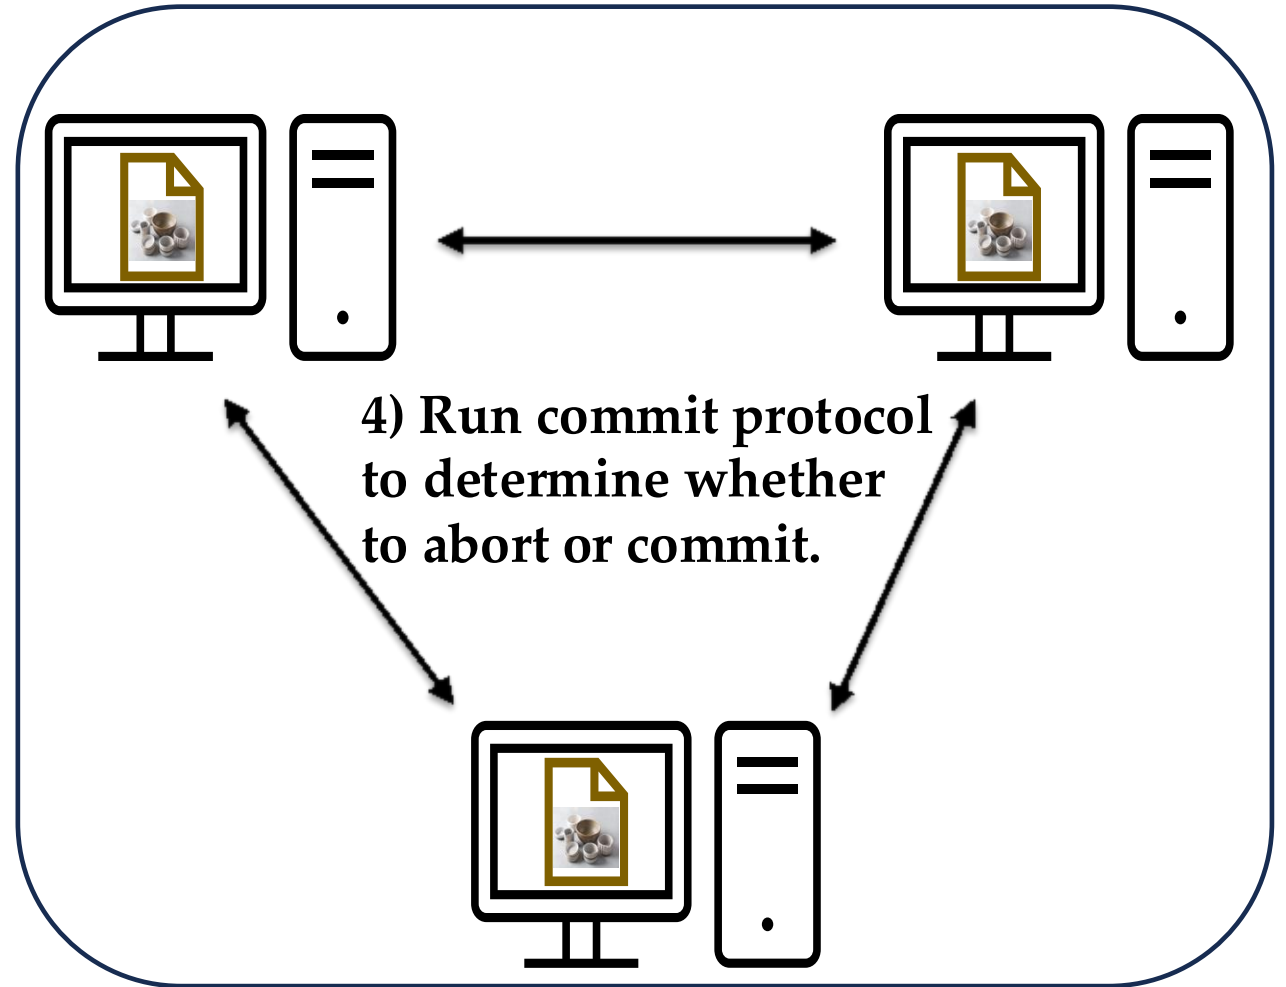 4) Run commit protocol
to determine whether
to abort or commit.